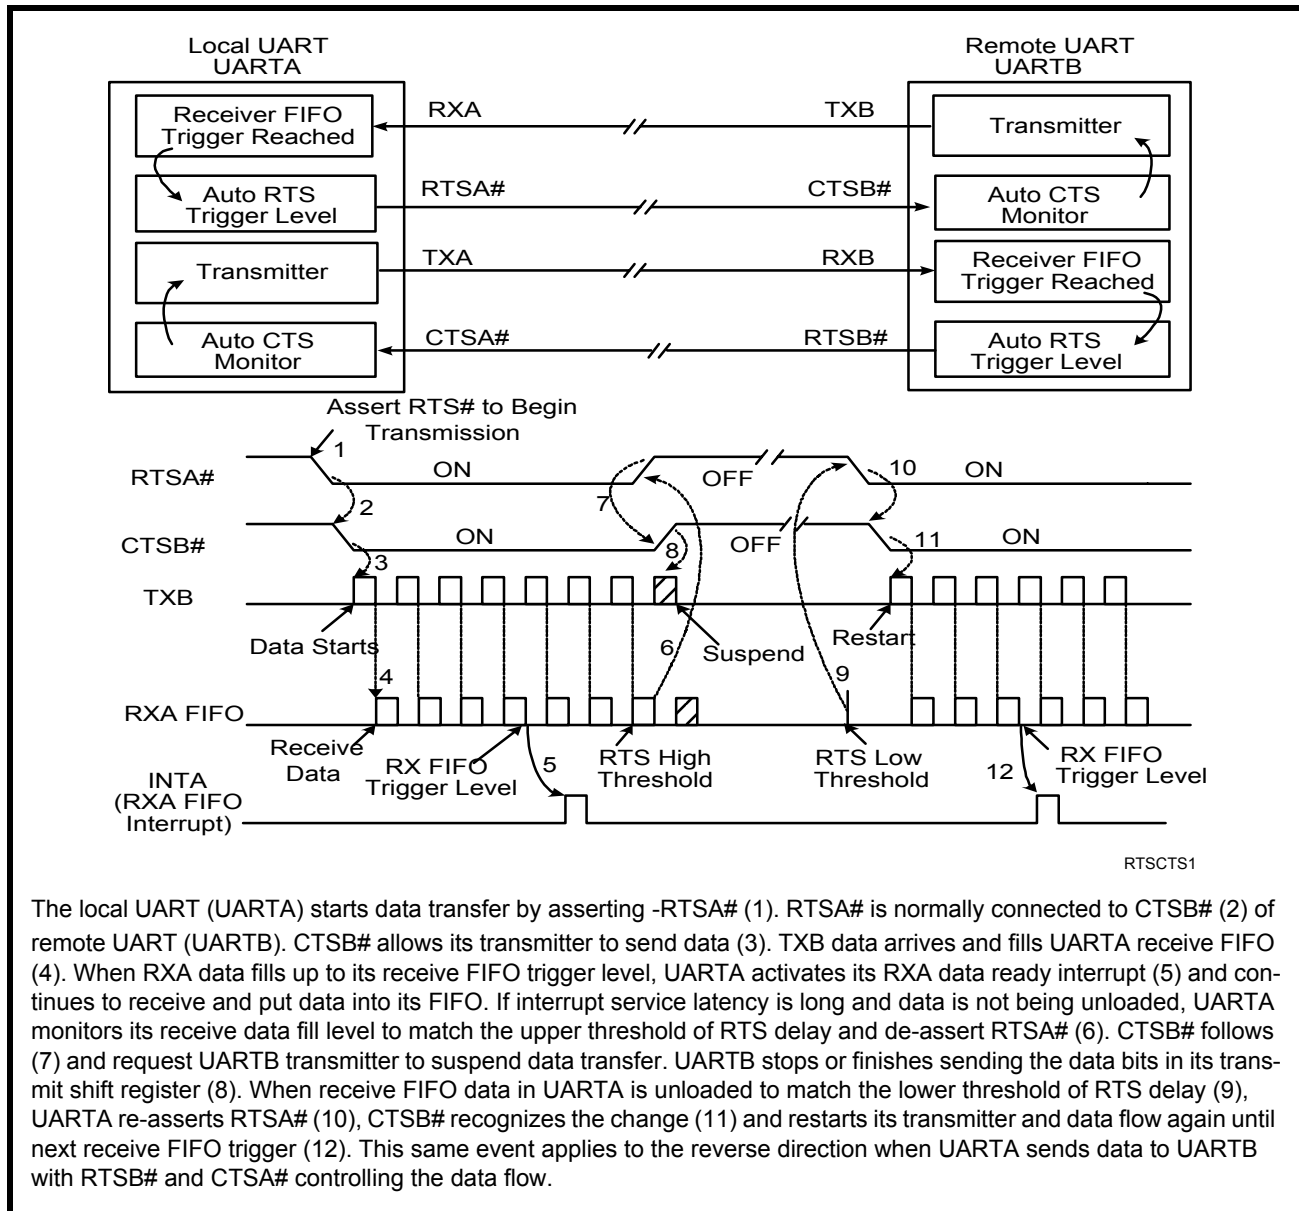 Local UART
UARTA
Remote UART
UARTB
Receiver FIFO
Trigger Reached
RXA
TXB
Transmitter
Auto RTS
Trigger Level
RTSA#
CTSB#
Auto CTS
Monitor
Transmitter
TXA
RXB
Receiver FIFO
Trigger Reached
Auto CTS
Monitor
CTSA#
RTSB#
Auto RTS
Trigger Level
Assert RTS# to Begin
Transmission
1
RTSA#
ON
OFF
10
ON
2
7
CTSB#
ON
8
OFF
11
ON
3
TXB
Data Starts
6
Suspend
Restart
4
9
RXA FIFO
Receive
Data
RX FIFO
Trigger Level
5
RTS High
Threshold
RTS Low
Threshold
12
RX FIFO
Trigger Level
INTA
(RXA FIFO
Interrupt)
RTSCTS1
The local UART (UARTA) starts data transfer by asserting -RTSA# (1). RTSA# is normally connected to CTSB# (2) of
remote UART (UARTB). CTSB# allows its transmitter to send data (3). TXB data arrives and fills UARTA receive FIFO
(4). When RXA data fills up to its receive FIFO trigger level, UARTA activates its RXA data ready interrupt (5) and con-
tinues to receive and put data into its FIFO. If interrupt service latency is long and data is not being unloaded, UARTA
monitors its receive data fill level to match the upper threshold of RTS delay and de-assert RTSA# (6). CTSB# follows
(7) and request UARTB transmitter to suspend data transfer. UARTB stops or finishes sending the data bits in its trans-
mit shift register (8). When receive FIFO data in UARTA is unloaded to match the lower threshold of RTS delay (9),
UARTA re-asserts RTSA# (10), CTSB# recognizes the change (11) and restarts its transmitter and data flow again until
next receive FIFO trigger (12). This same event applies to the reverse direction when UARTA sends data to UARTB
with RTSB# and CTSA# controlling the data flow.